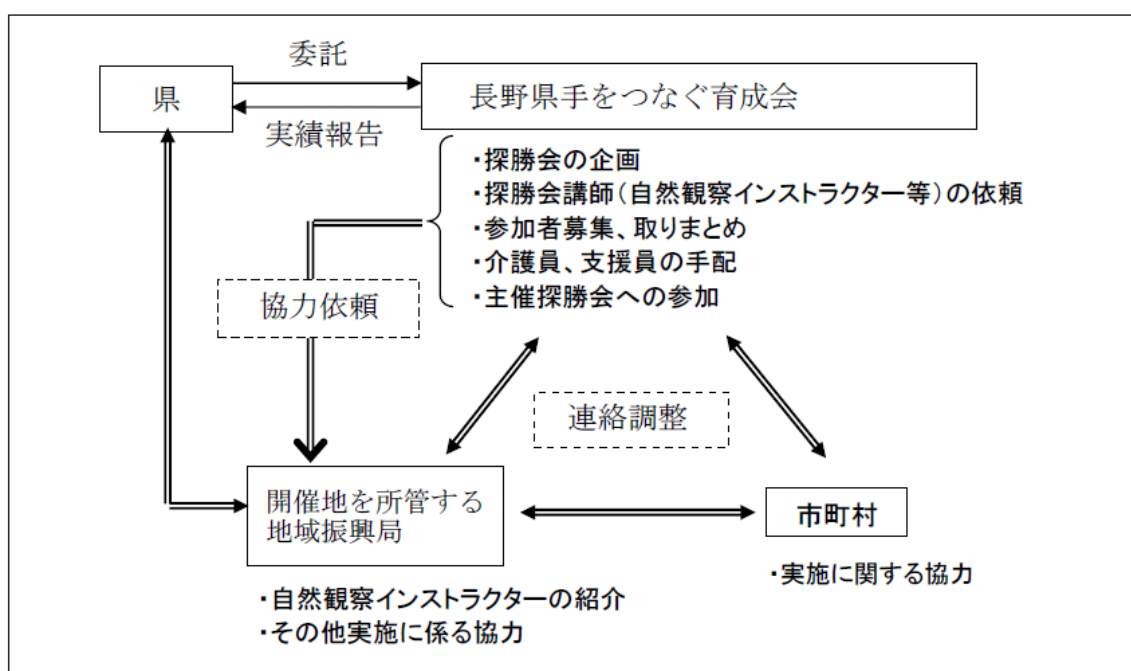 委託
県
長野県手をつなぐ育成会
実績報告
・探勝会の企画
・探勝会講師（自然観察インストラクター等）の依頼
・参加者募集、取りまとめ
・介護員、支援員の手配
・主催探勝会への参加
協力依頼
連絡調整
開催地を所管する
地域振興局
市町村
・実施に関する協力
・自然観察インストラクターの紹介
・その他実施に係る協力